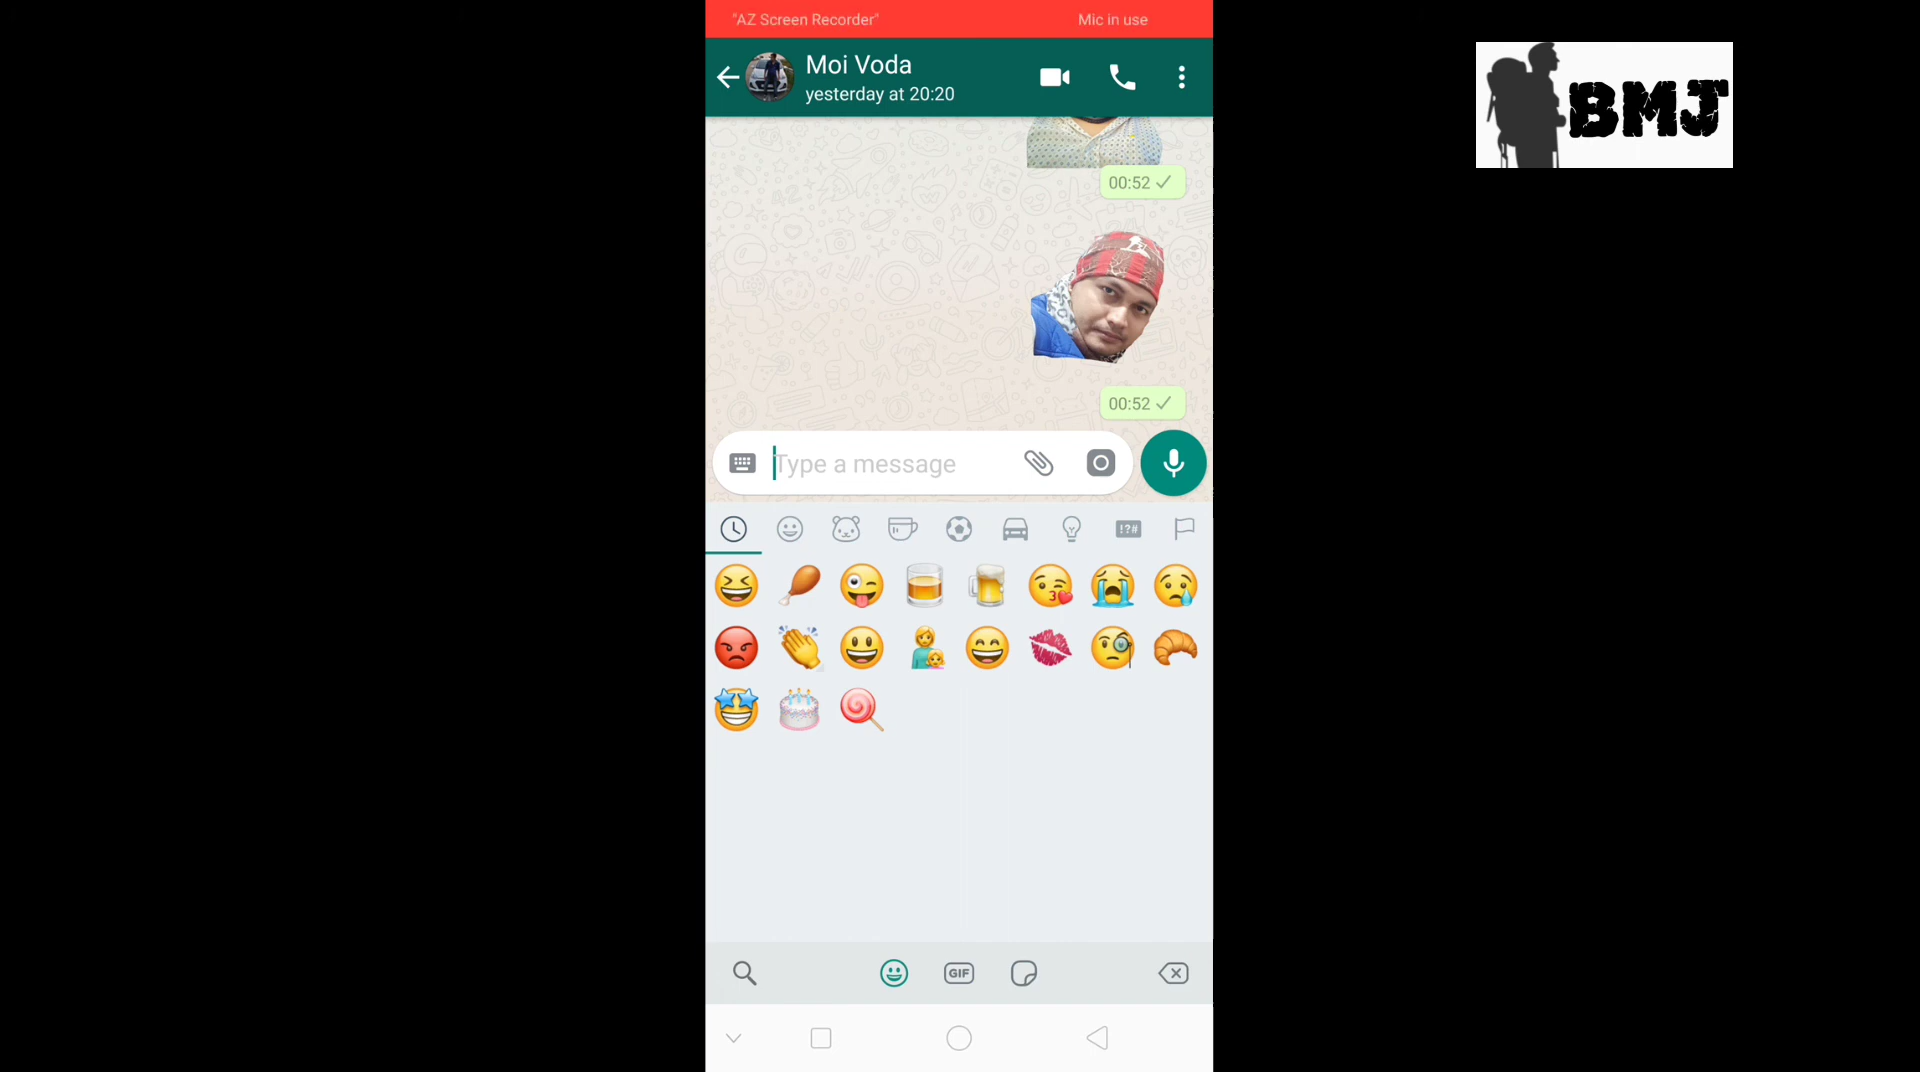 "AZ Screen Recorder" Mic in use
Moi Voda
yesterday at 20:20
BMJ
00:52
00:52
Type a message
!?#
GIF